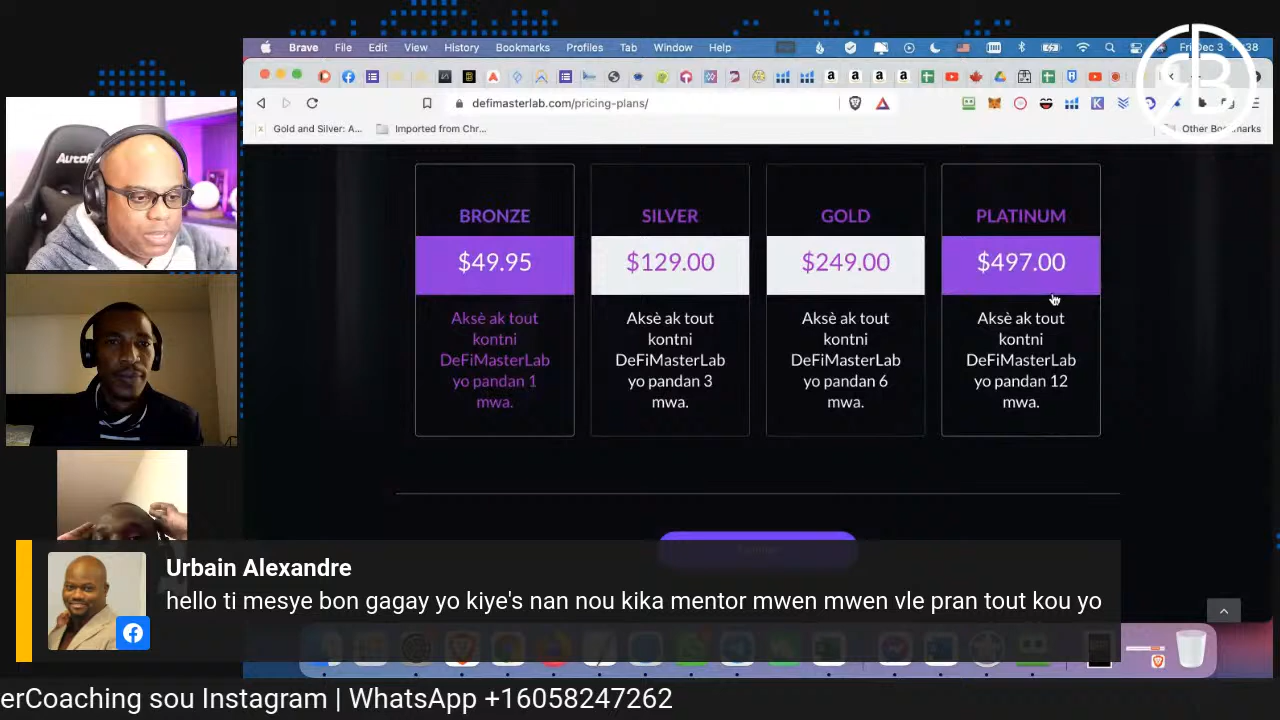 Brave File Edit View History Bookmarks Profiles Tab Window Help
Fri Dec 3
defimasterlab.com/pricing-plans/
Gold and Silver: A... Imported from Chr... Other Bookmarks
BRONZE
$49.95
Aksè ak tout
kontni
DeFiMasterLab
yo pandan 1
mwa.
SILVER
$129.00
Aksè ak tout
kontni
DeFiMasterLab
yo pandan 3
mwa.
GOLD
$249.00
Aksè ak tout
kontni
DeFiMasterLab
yo pandan 6
mwa.
PLATINUM
$497.00
Aksè ak tout
kontni
DeFiMasterLab
yo pandan 12
mwa.
Urbain Alexandre
hello ti mesye bon gagay yo kiye's nan nou kika mentor mwen mwen vle pran tout kou yo
erCoaching sou Instagram | WhatsApp +16058247262